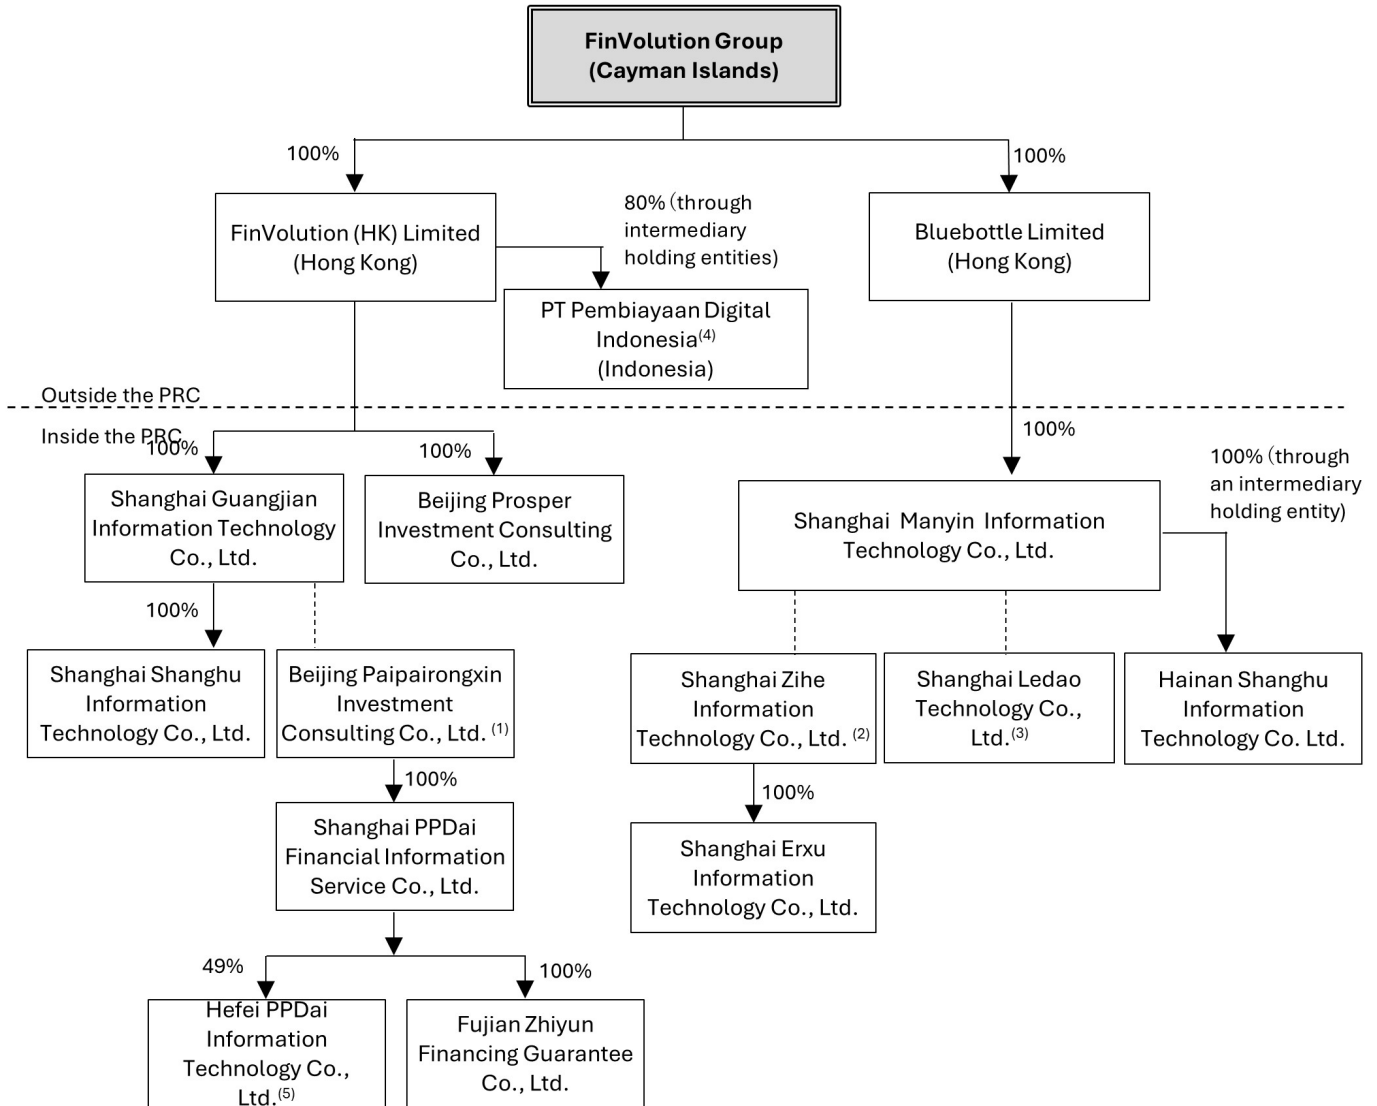 FinVolution Group
(Cayman Islands)
100%
100%
FinVolution (HK) Limited
(Hong Kong)
80%（through
intermediary
holding entities)
Bluebottle Limited
(Hong Kong)
PT Pembiayaan Digital
Indonesia(4)
(Indonesia)
Outside the PRC
Inside the PRC
100%
100%
100%
100%（through
an intermediary
holding entity)
Shanghai Guangjian
Information Technology
Co., Ltd.
Beijing Prosper
Investment Consulting
Co., Ltd.
Shanghai Manyin Information
Technology Co., Ltd.
100%
Shanghai Shanghu
Information
Technology Co., Ltd.
Beijing Paipairongxin
Investment
Consulting Co., Ltd. (1)
Shanghai Zihe
Information
Technology Co., Ltd. (2)
Shanghai Ledao
Technology Co.,
Ltd.(3)
Hainan Shanghu
Information
Technology Co. Ltd.
100%
100%
Shanghai PPDai
Financial Information
Service Co., Ltd.
Shanghai Erxu
Information
Technology Co., Ltd.
49%
100%
Hefei PPDai
Information
Technology Co.,
Ltd.(5)
Fujian Zhiyun
Financing Guarantee
Co., Ltd.